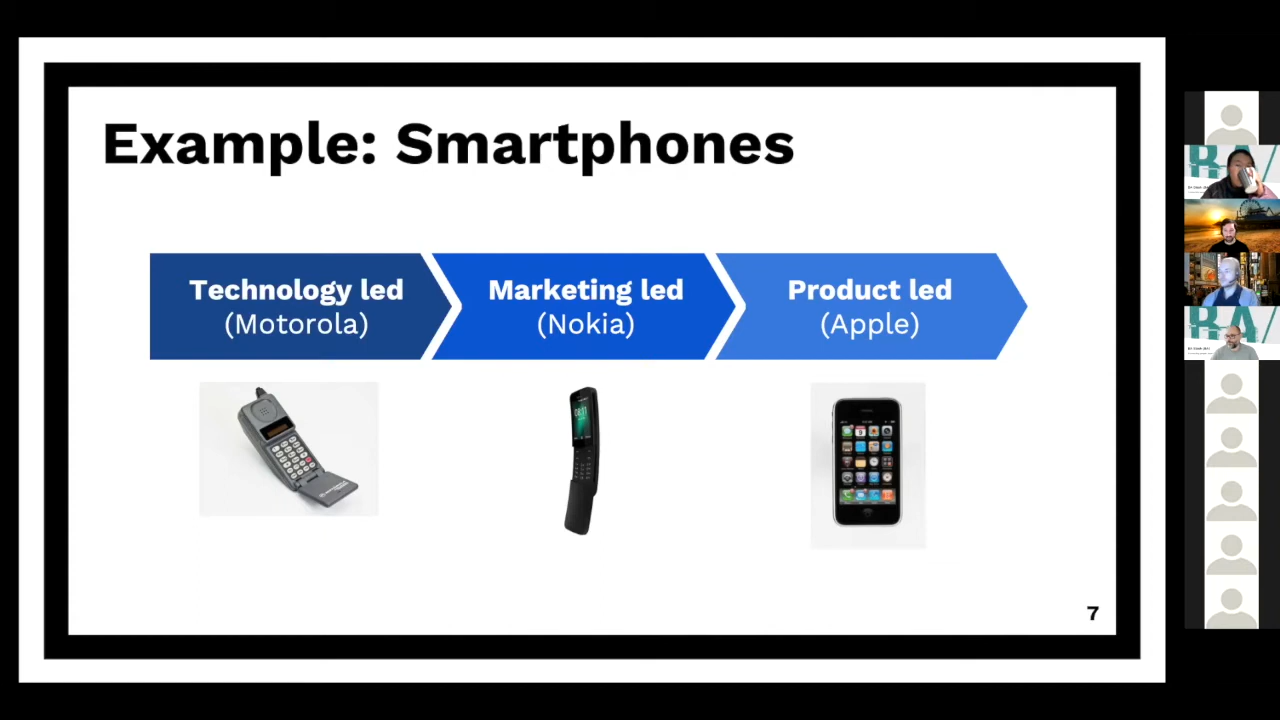 Example: Smartphones
Technology led
(Motorola)
Marketing led
(Nokia)
Product led
(Apple)
7